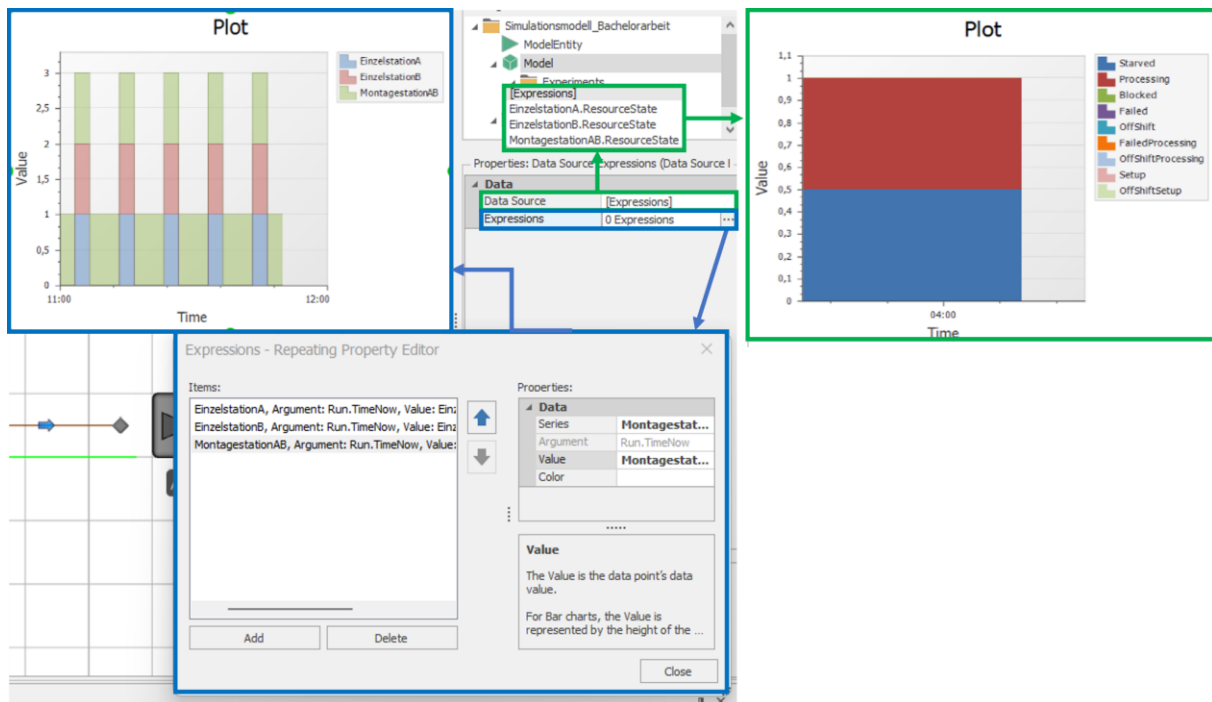 Plot
3
2,5
2
1,5
1
0,5
0
Value
11:00
12:00
Time
EinzelstationA
EinzelstationB
MontagestationAB
Simulationsmodell_Bachelorarbeit
ModelEntity
Model
Experiments
[Expressions]
EinzelstationA.ResourceState
EinzelstationB.ResourceState
MontagestationAB.ResourceState
Properties: Data Source Expressions (Data Source I
Data
Data Source [Expressions]
Expressions 0 Expressions ...
Plot
1,1
1
0,9
0,8
0,7
0,6
0,5
0,4
0,3
0,2
0,1
0
Value
04:00
Time
Starved
Processing
Blocked
Failed
OffShift
FailedProcessing
OffShiftProcessing
Setup
OffShiftSetup
Expressions - Repeating Property Editor
Items:
EinzelstationA, Argument: Run.TimeNow, Value: Einz
EinzelstationB, Argument: Run.TimeNow, Value: Einz
MontagestationAB, Argument: Run.TimeNow, Value:
Add
Delete
Properties:
Data
Series Montagestat...
Argument Run.TimeNow
Value Montagestat...
Color
Value
The Value is the data point's data
value.
For Bar charts, the Value is
represented by the height of the ...
Close